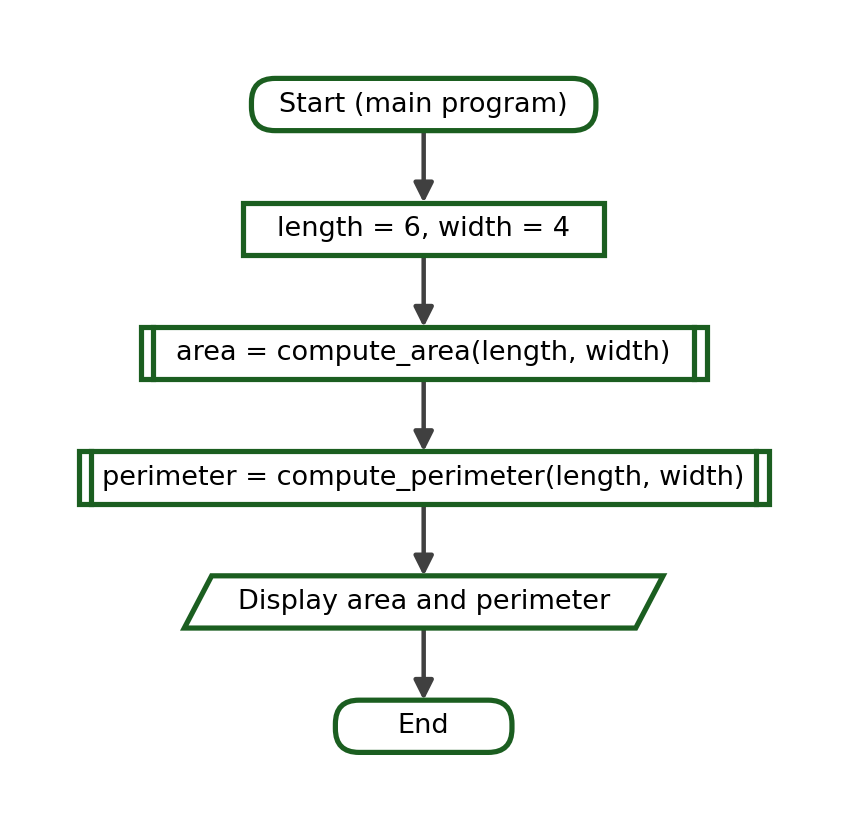 Start (main program)
length = 6, width = 4
area = compute_area(length, width)
perimeter = compute_perimeter(length, width)
Display area and perimeter
End